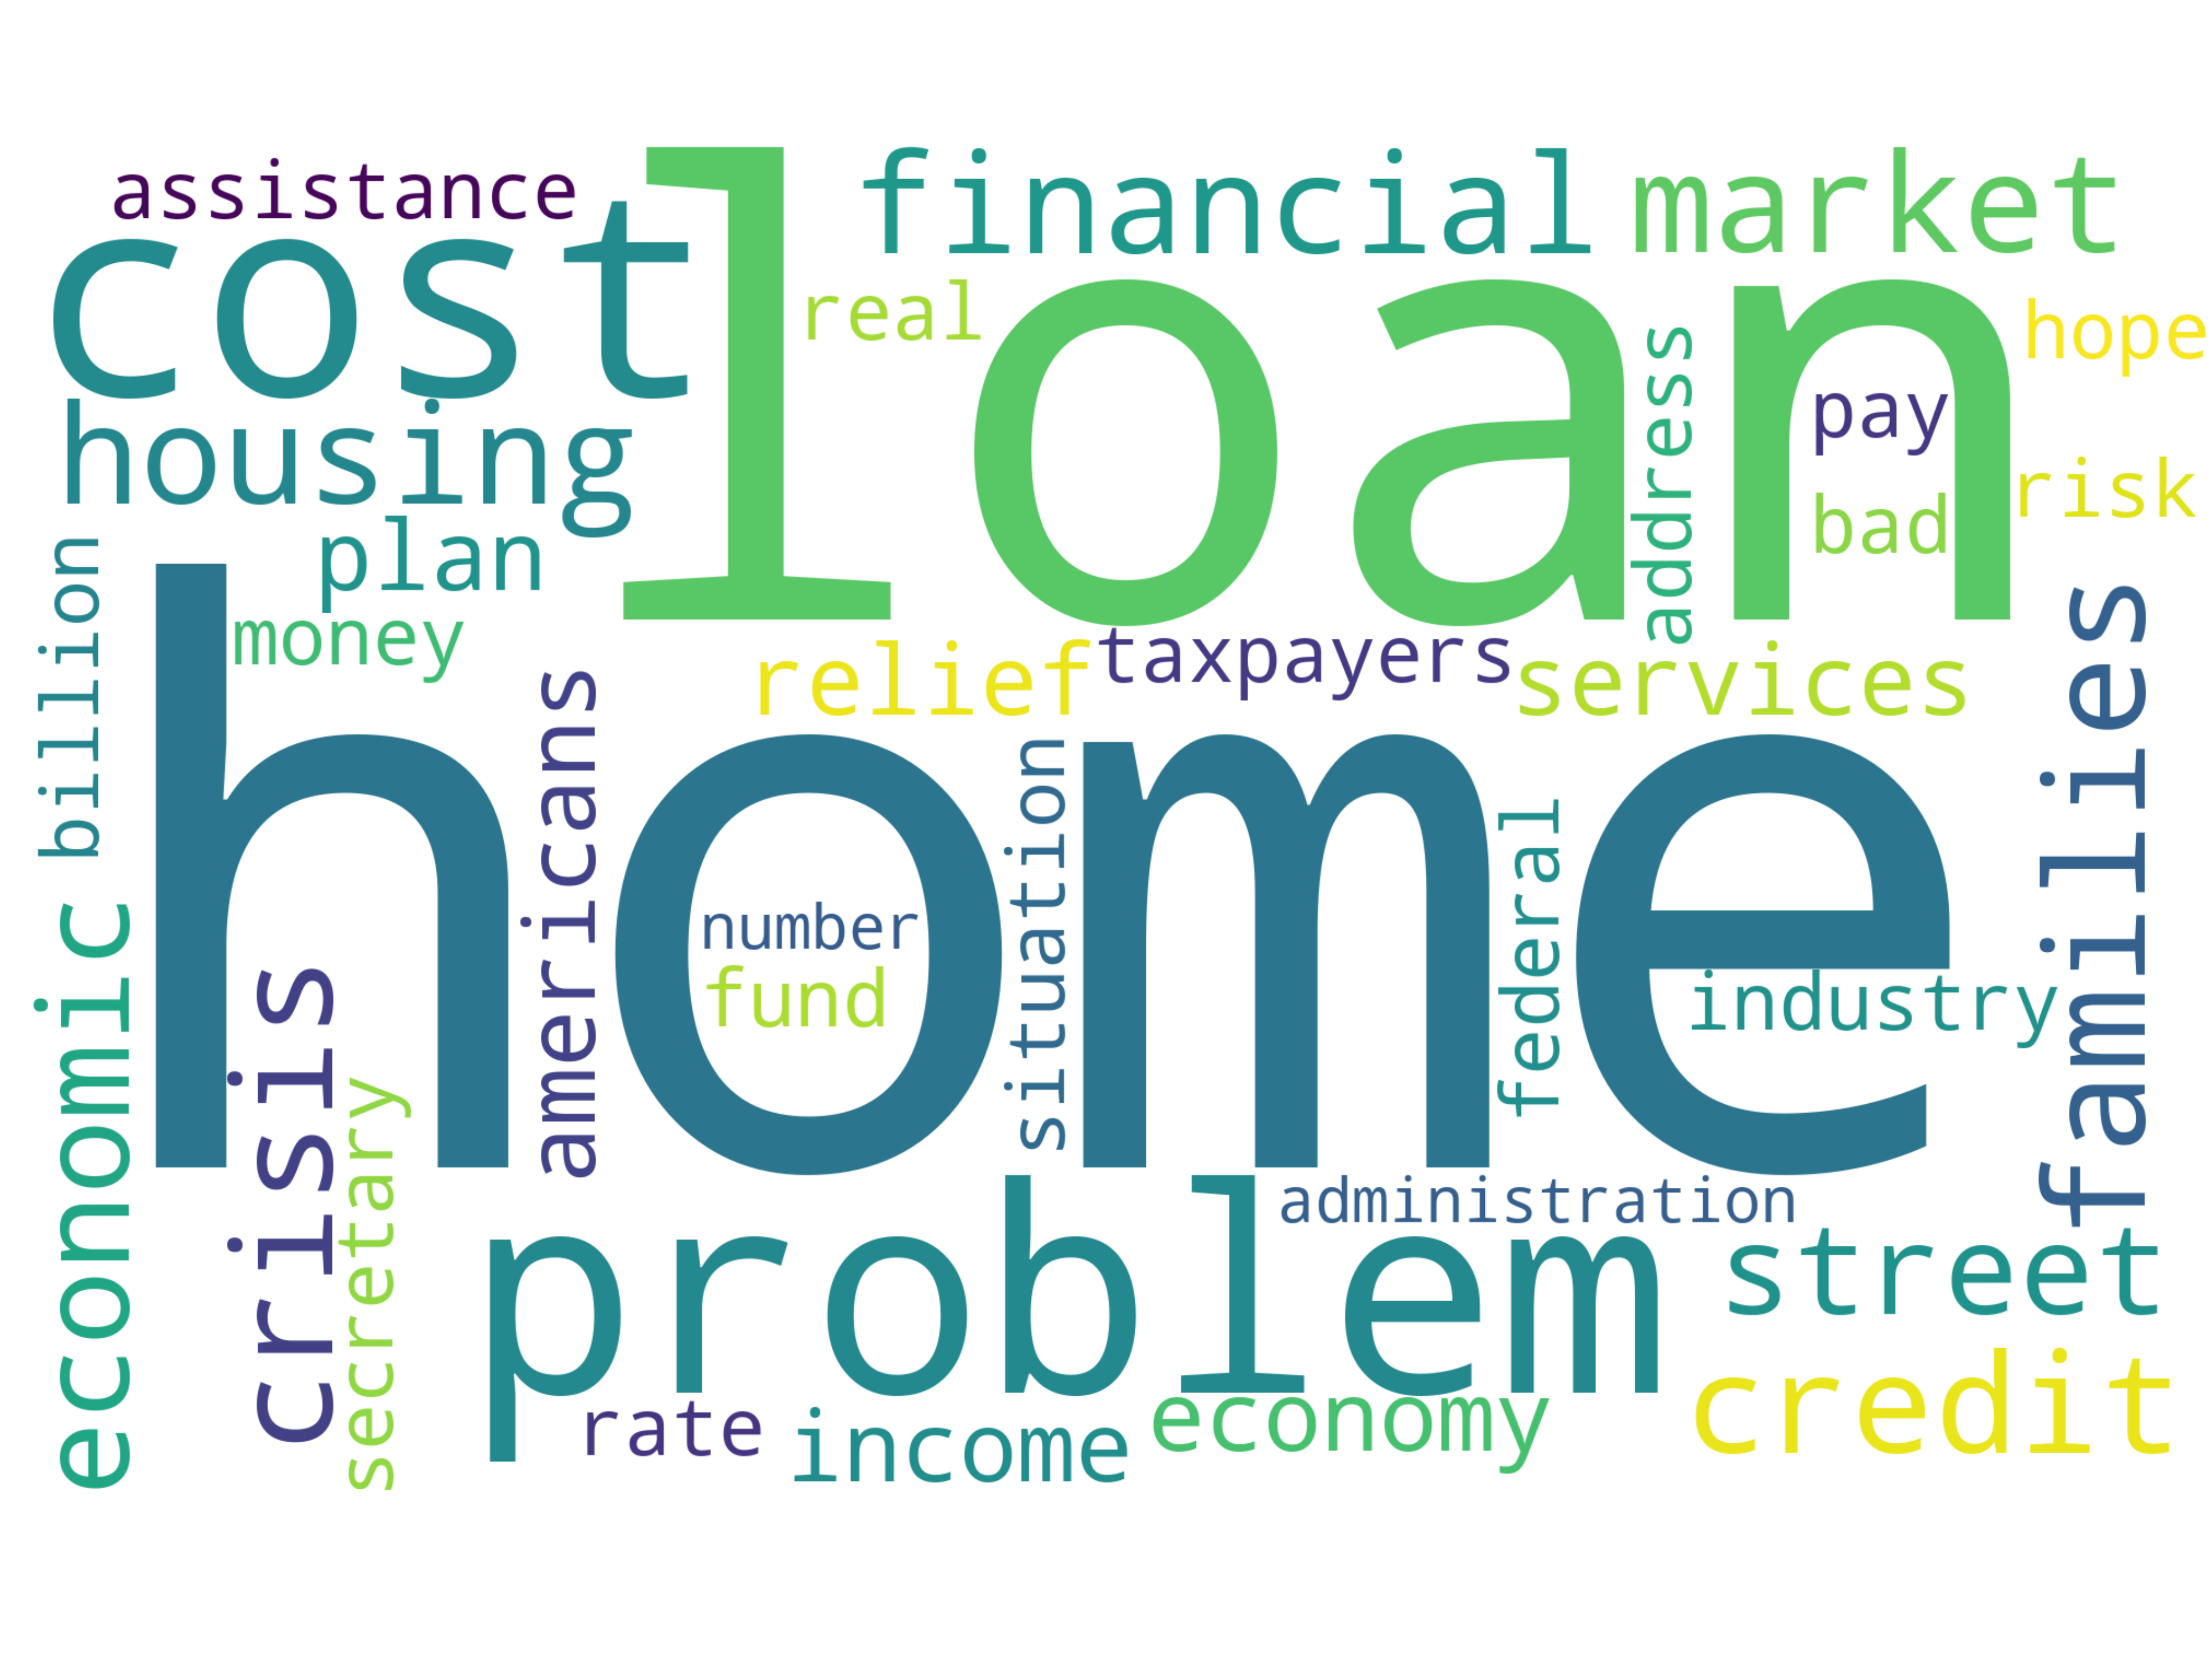 assistance
financial
market
cost
loan
real
hope
address
pay
housing
risk
bad
plan
billion
money
relief
taxpayers
services
families
home
americans
situation
federal
number
fund
industry
economic
crisis
secretary
problem
administration
street
credit
rate
income
economy